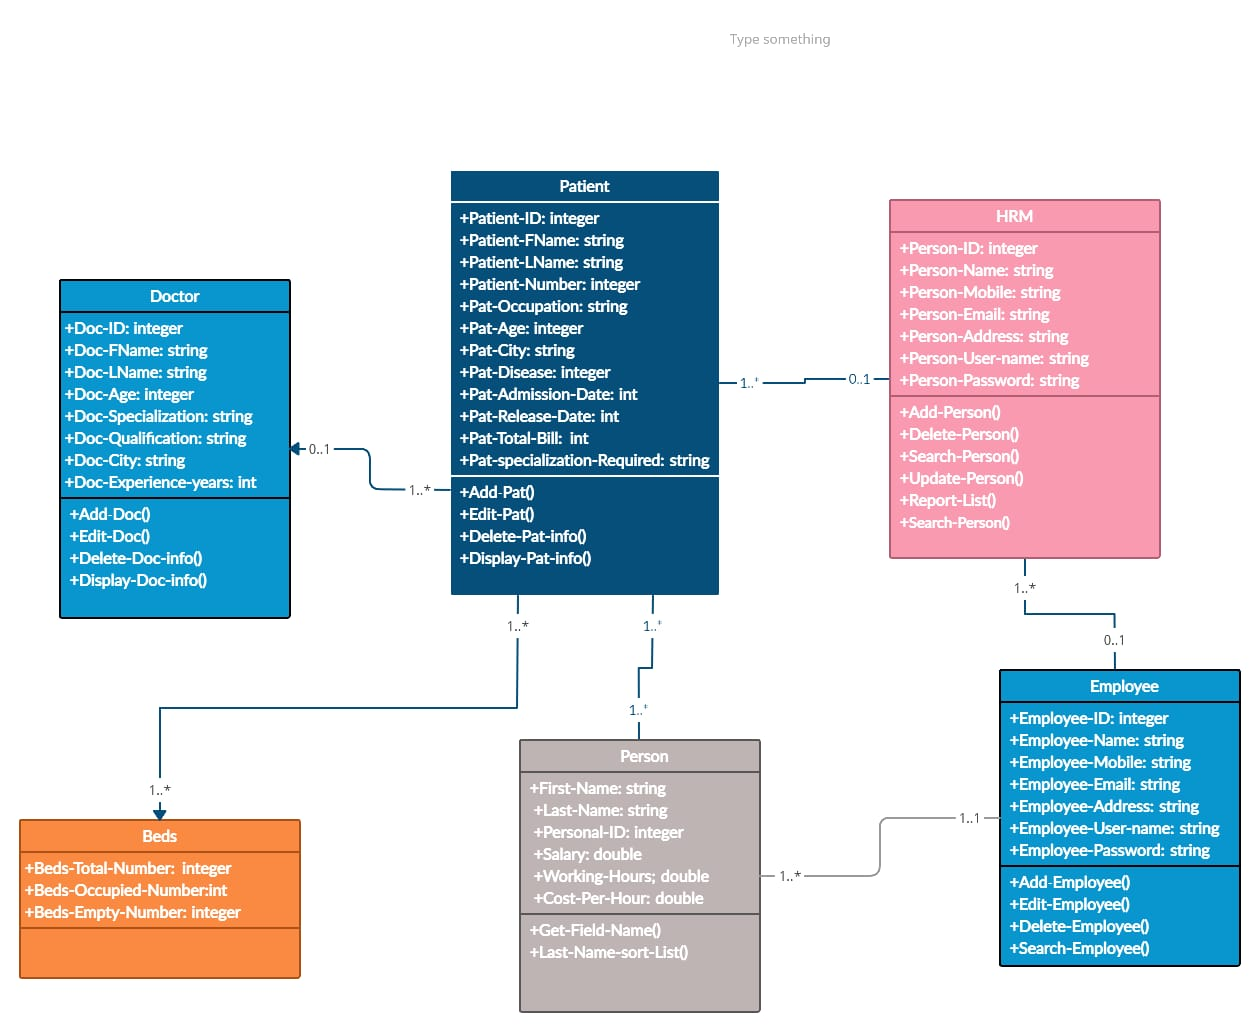 Type something
Patient
+Patient-ID: integer
+Patient-FName: string
+Patient-LName: string
+Patient-Number: integer
+Pat-Occupation: string
+Pat-Age: integer
+Pat-City: string
+Pat-Disease: integer
+Pat-Admission-Date: int
+Pat-Release-Date: int
+Pat-Total-Bill: int
+Pat-specialization-Required: string
+Add-Pat()
+Edit-Pat()
+Delete-Pat-info()
+Display-Pat-info()
HRM
+Person-ID: integer
+Person-Name: string
+Person-Mobile: string
+Person-Email: string
+Person-Address: string
+Person-User-name: string
+Person-Password: string
+Add-Person()
+Delete-Person()
+Search-Person()
+Update-Person()
+Report-List()
+Search-Person()
Doctor
+Doc-ID: integer
+Doc-FName: string
+Doc-LName: string
+Doc-Age: integer
+Doc-Specialization: string
+Doc-Qualification: string
+Doc-City: string
+Doc-Experience-years: int
+Add-Doc()
+Edit-Doc()
+Delete-Doc-info()
+Display-Doc-info()
1..*
0..1
0..1
1..*
1..*
1..*
1..*
0..1
1..*
1..*
Employee
+Employee-ID: integer
+Employee-Name: string
+Employee-Mobile: string
+Employee-Email: string
+Employee-Address: string
+Employee-User-name: string
+Employee-Password: string
+Add-Employee()
+Edit-Employee()
+Delete-Employee()
+Search-Employee()
Person
+First-Name: string
+Last-Name: string
+Personal-ID: integer
+Salary: double
+Working-Hours; double
+Cost-Per-Hour: double
+Get-Field-Name()
+Last-Name-sort-List()
1..1
1..*
Beds
+Beds-Total-Number: integer
+Beds-Occupied-Number:int
+Beds-Empty-Number: integer